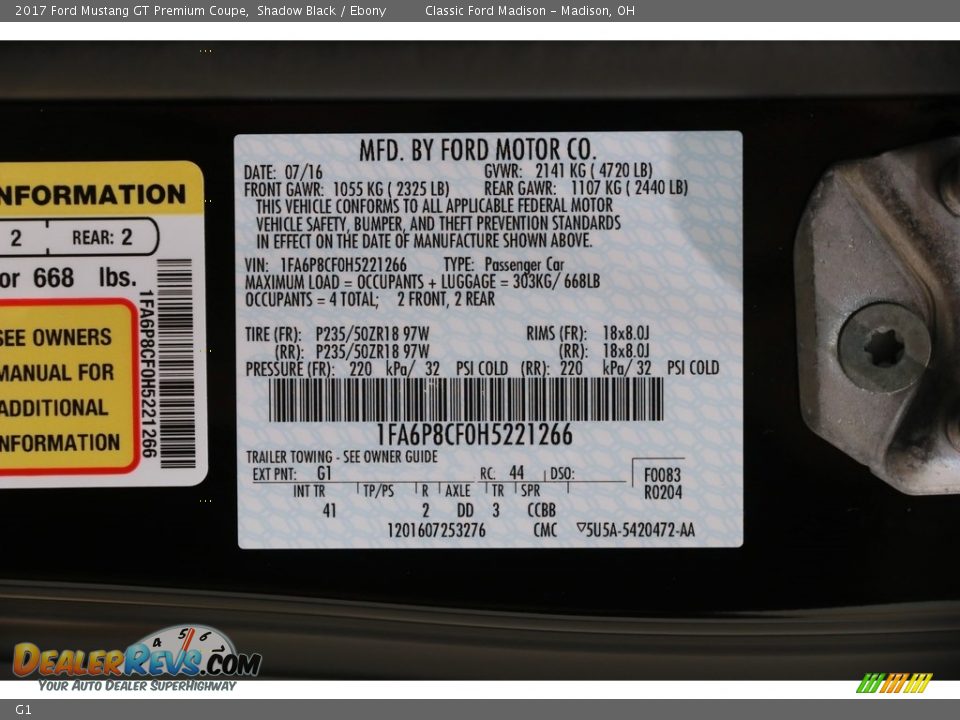 2017 Ford Mustang GT Premium Coupe, Shadow Black / Ebony Classic Ford Madison – Madison, OH
NFORMATION
2 REAR: 2
or 668 lbs.
SEE OWNERS
MANUAL FOR
ADDITIONAL
NFORMATION
1FA6P8CF0H5221266
MFD. BY FORD MOTOR CO.
DATE: 07/16 GVWR: 2141 KG ( 4720 LB)
FRONT GAWR: 1055 KG ( 2325 LB) REAR GAWR: 1107 KG ( 2440 LB)
THIS VEHICLE CONFORMS TO ALL APPLICABLE FEDERAL MOTOR
VEHICLE SAFETY, BUMPER, AND THEFT PREVENTION STANDARDS
IN EFFECT ON THE DATE OF MANUFACTURE SHOWN ABOVE.
VIN: 1FA6P8CF0H5221266 TYPE: Passenger Car
MAXIMUM LOAD = OCCUPANTS + LUGGAGE = 303KG/ 668LB
OCCUPANTS = 4 TOTAL; 2 FRONT, 2 REAR
TIRE (FR): P235/50ZR18 97W RIMS (FR): 18x8.0J
(RR): P235/50ZR18 97W (RR): 18x8.0J
PRESSURE (FR): 220 kPa/ 32 PSI COLD (RR): 220 kPa/ 32 PSI COLD
1FA6P8CF0H5221266
TRAILER TOWING - SEE OWNER GUIDE
EXT PNT: G1 RC: 44 DSO: F0083
R0204
INT TR TP/PS R AXLE TR SPR
41 2 DD 3 CCBB
1201607253276 CMC ▽5U5A-5420472-AA
4 5 6
DEALERREVS.COM
YOUR AUTO DEALER SUPERHIGHWAY
G1